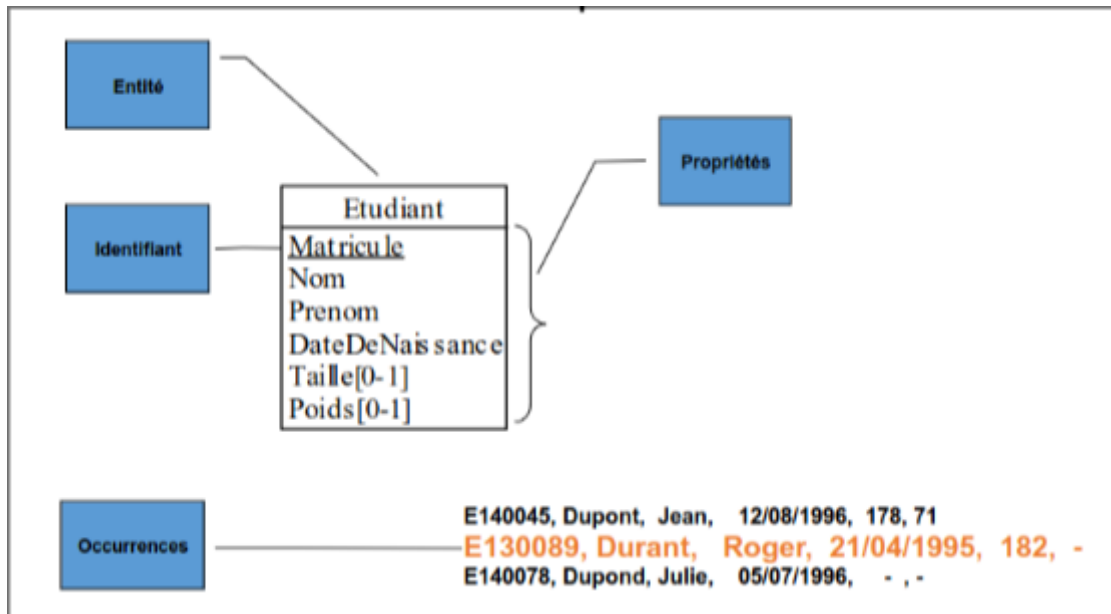 Entité
Propriétés
Identifiant
Etudiant
Matricule
Nom
Prenom
DateDeNaissance
Taille[0-1]
Poids[0-1]
Occurrences
E140045, Dupont, Jean, 12/08/1996, 178, 71
E130089, Durant, Roger, 21/04/1995, 182, -
E140078, Dupond, Julie, 05/07/1996, - , -